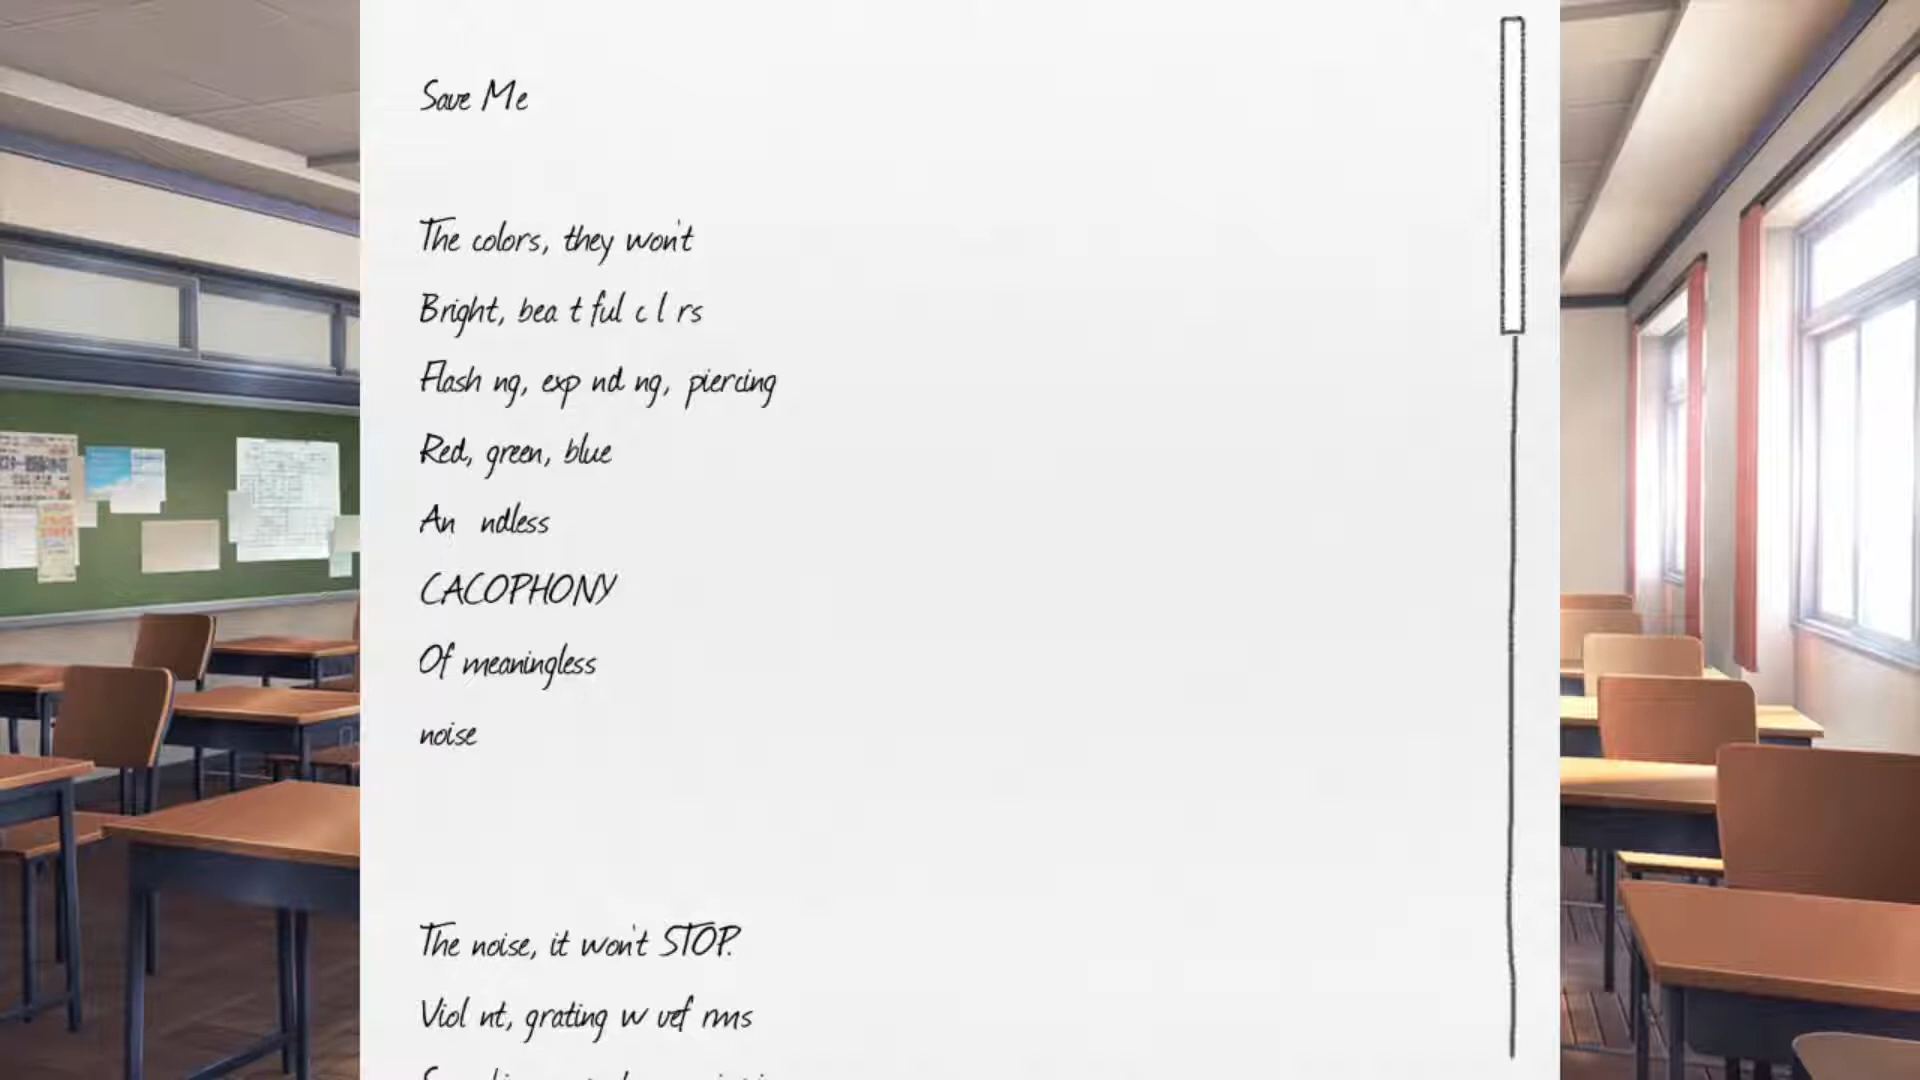 Save Me
The colors, they won't
Bright, bea t ful c l rs
Flash ng, exp nd ng, piercing
Red, green, blue
An  ndless
CACOPHONY
Of meaningless
noise
The noise, it won't STOP.
Viol nt, grating w vef rms